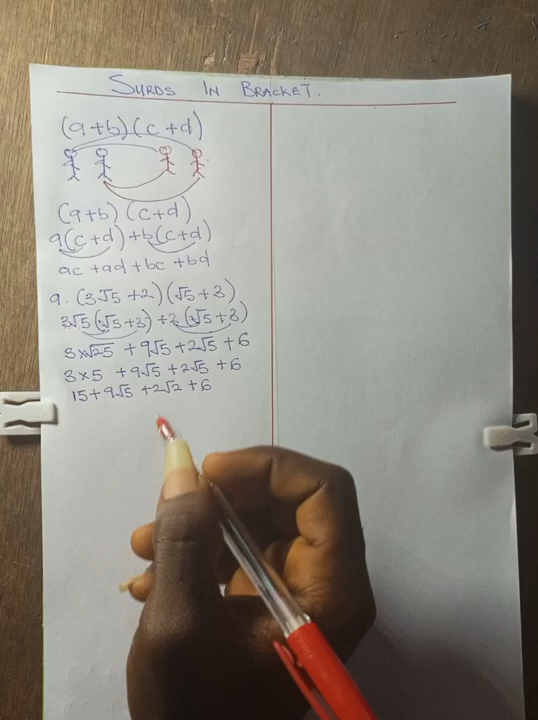 SURDS IN BRACKET.
(a+b)(c+d)
(a+b)(c+d)
a(c+d)+b(c+d)
ac+ad+bc+bd
a. (3√5+2)(√5+3)
3√5(√5+3)+2(√5+3)
3×√25+9√5+2√5+6
3×5+9√5+2√5+6
15+9√5+2√2+6